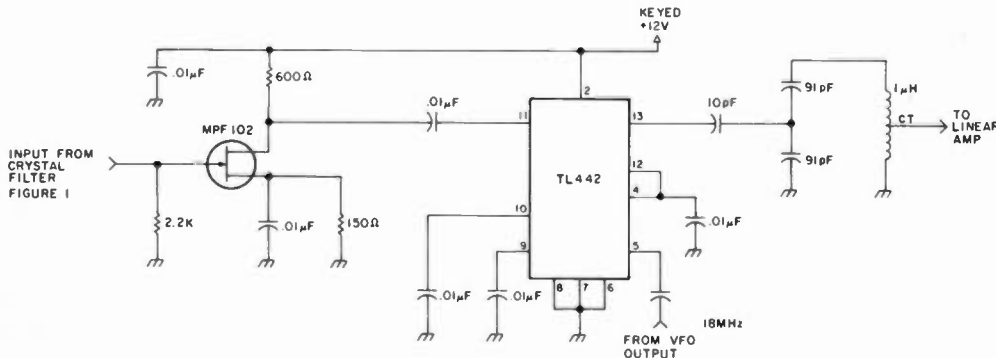 KEYED
+12V
.01µF
600Ω
.01µF
2
10pF
91pF
1µH
MPF 102
11
13
CT
TO
LINEAR
AMP
INPUT FROM
CRYSTAL
FILTER
FIGURE 1
TL442
12
91pF
4
2.2K
.01µF
150Ω
10
.01µF
9
5
.01µF
.01µF
8
7
6
18MHz
FROM VFO
OUTPUT